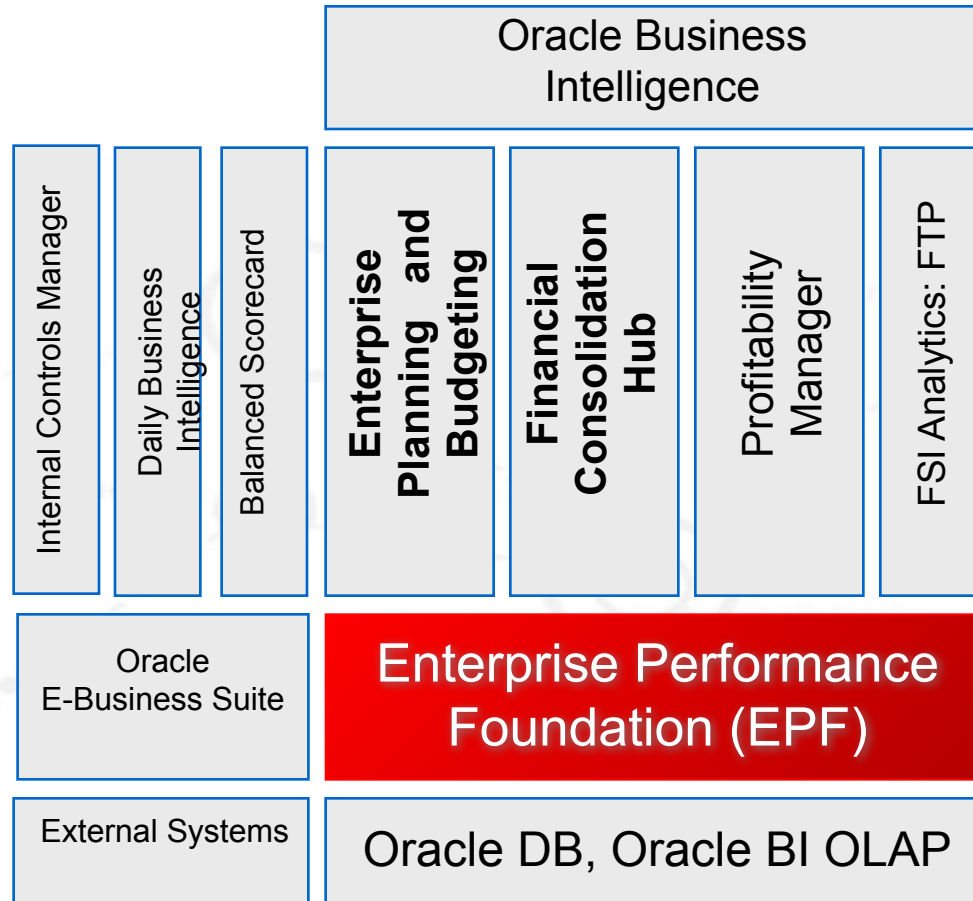 Oracle Business
Intelligence
Internal Controls Manager
Daily Business
Intelligence
Balanced Scorecard
Enterprise
Planning and
Budgeting
Financial
Consolidation
Hub
Profitability
Manager
FSI Analytics: FTP
Oracle
E-Business Suite
Enterprise Performance
Foundation (EPF)
External Systems
Oracle DB, Oracle BI OLAP